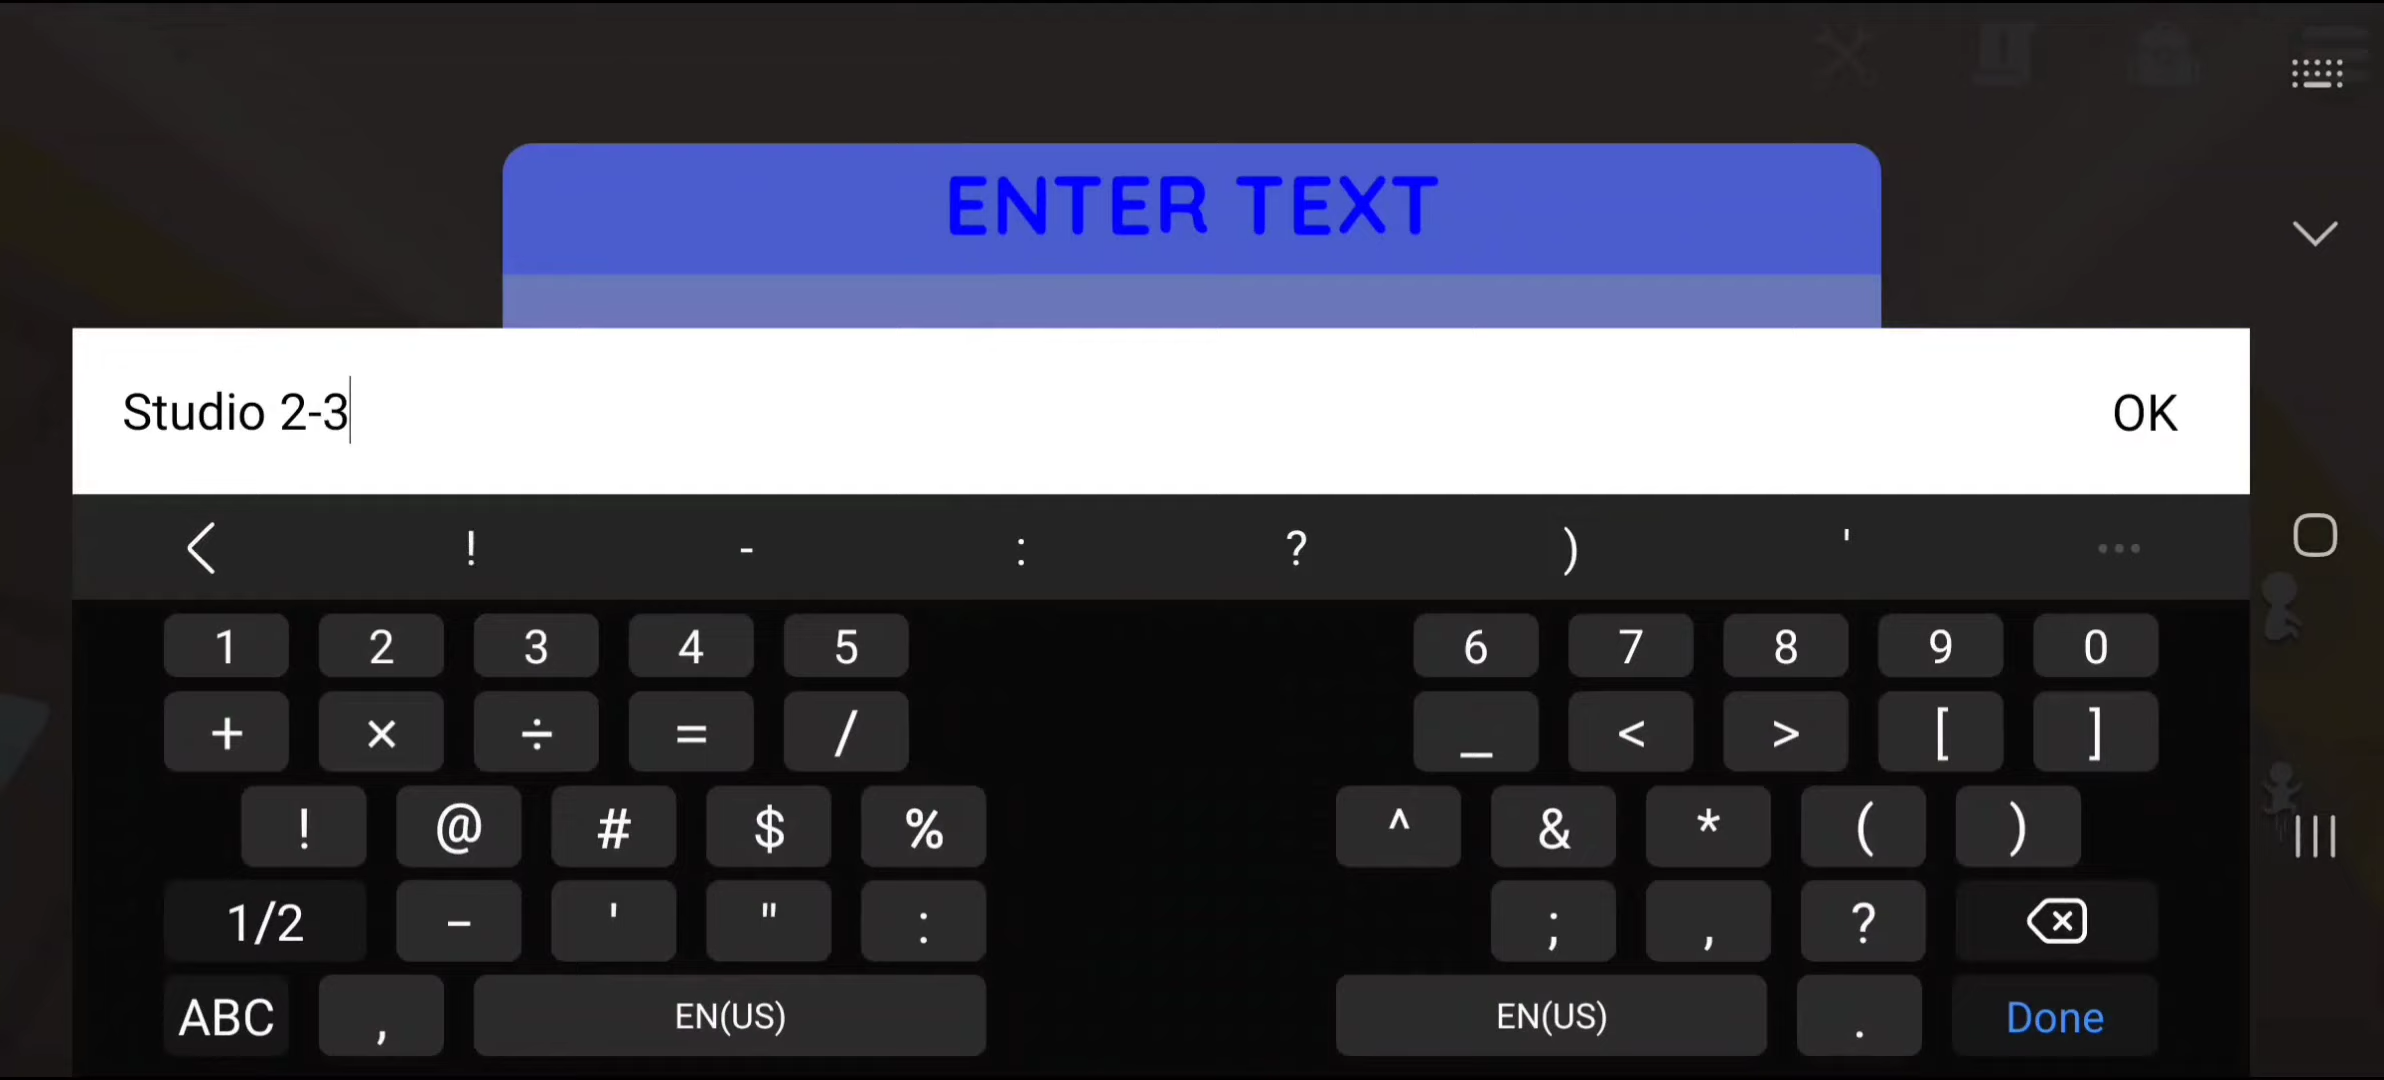 ENTER TEXT
Studio 2-3 OK
! - : ? ) ' ...
1 2 3 4 5 6 7 8 9 0
+ × ÷ = / _ < > [ ]
! @ # $ % ^ & * ( )
1/2 - ' " : ; , ?
ABC , EN(US) EN(US) . Done